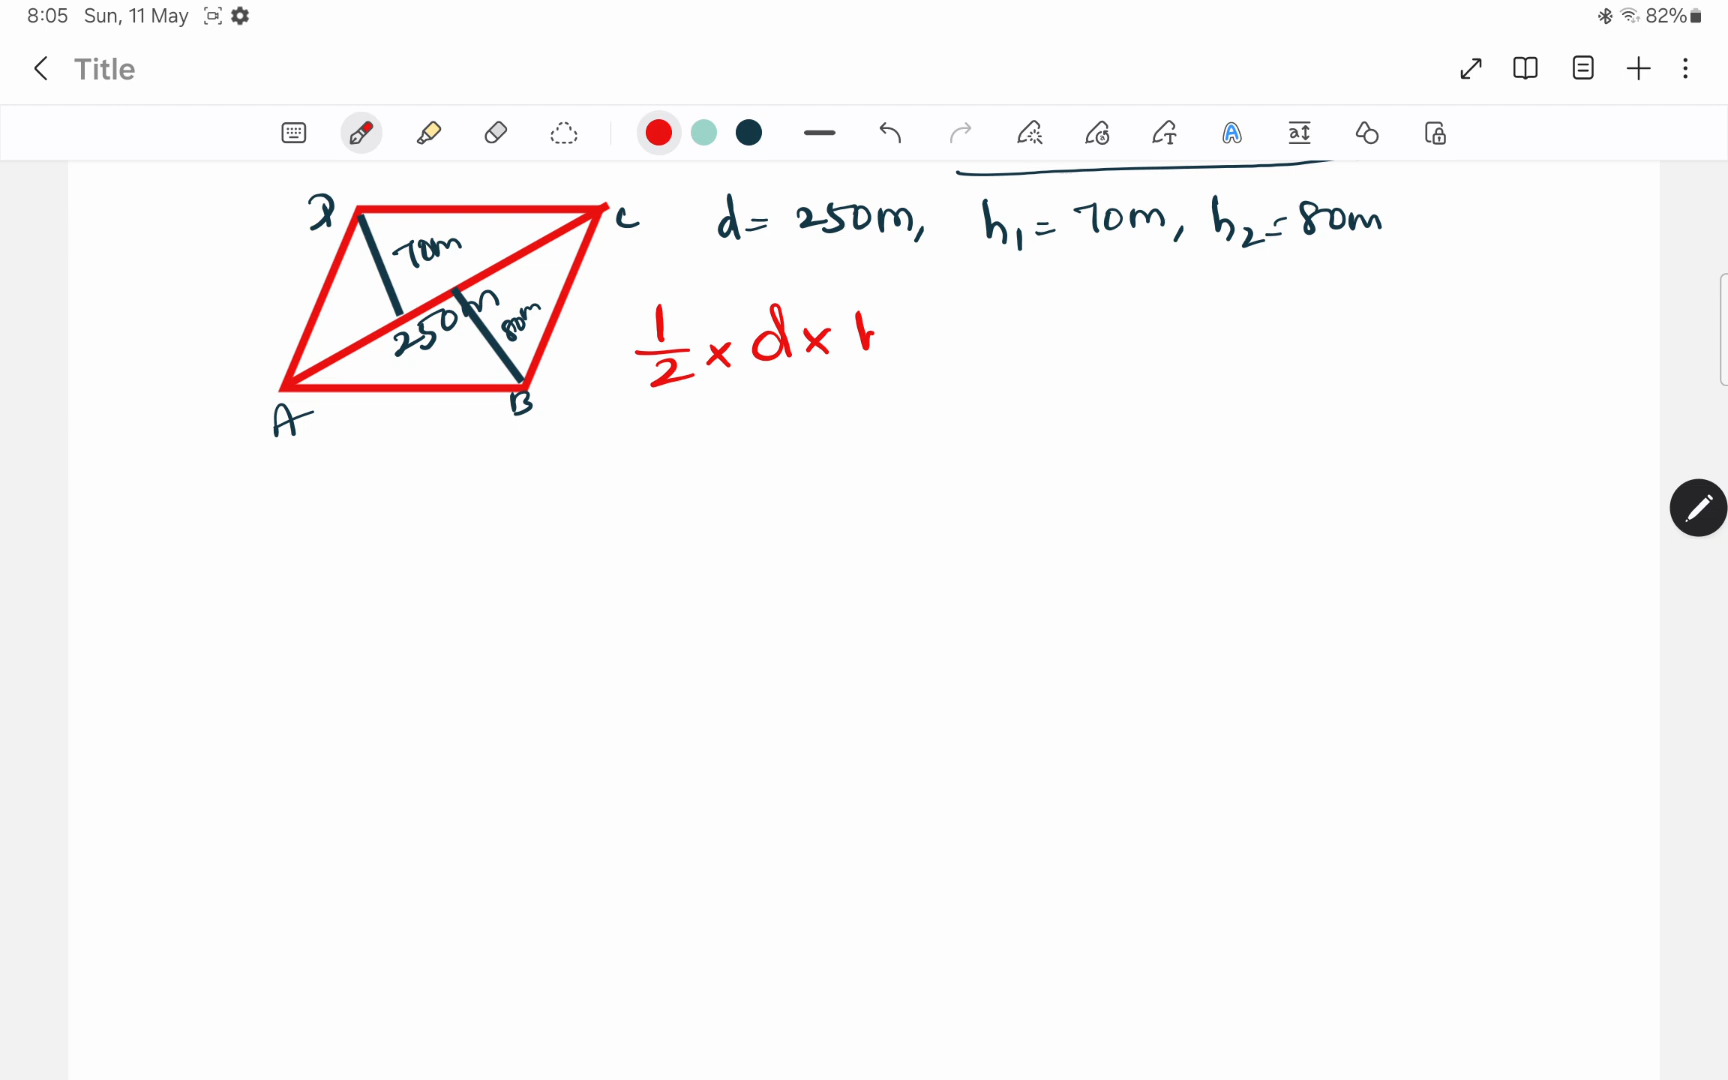 8:05 Sun, 11 May 82%
Title
D C d = 250m, h₁ = 70m, h₂ = 80m
70m
250m 80m
1/2 × d ×
A B